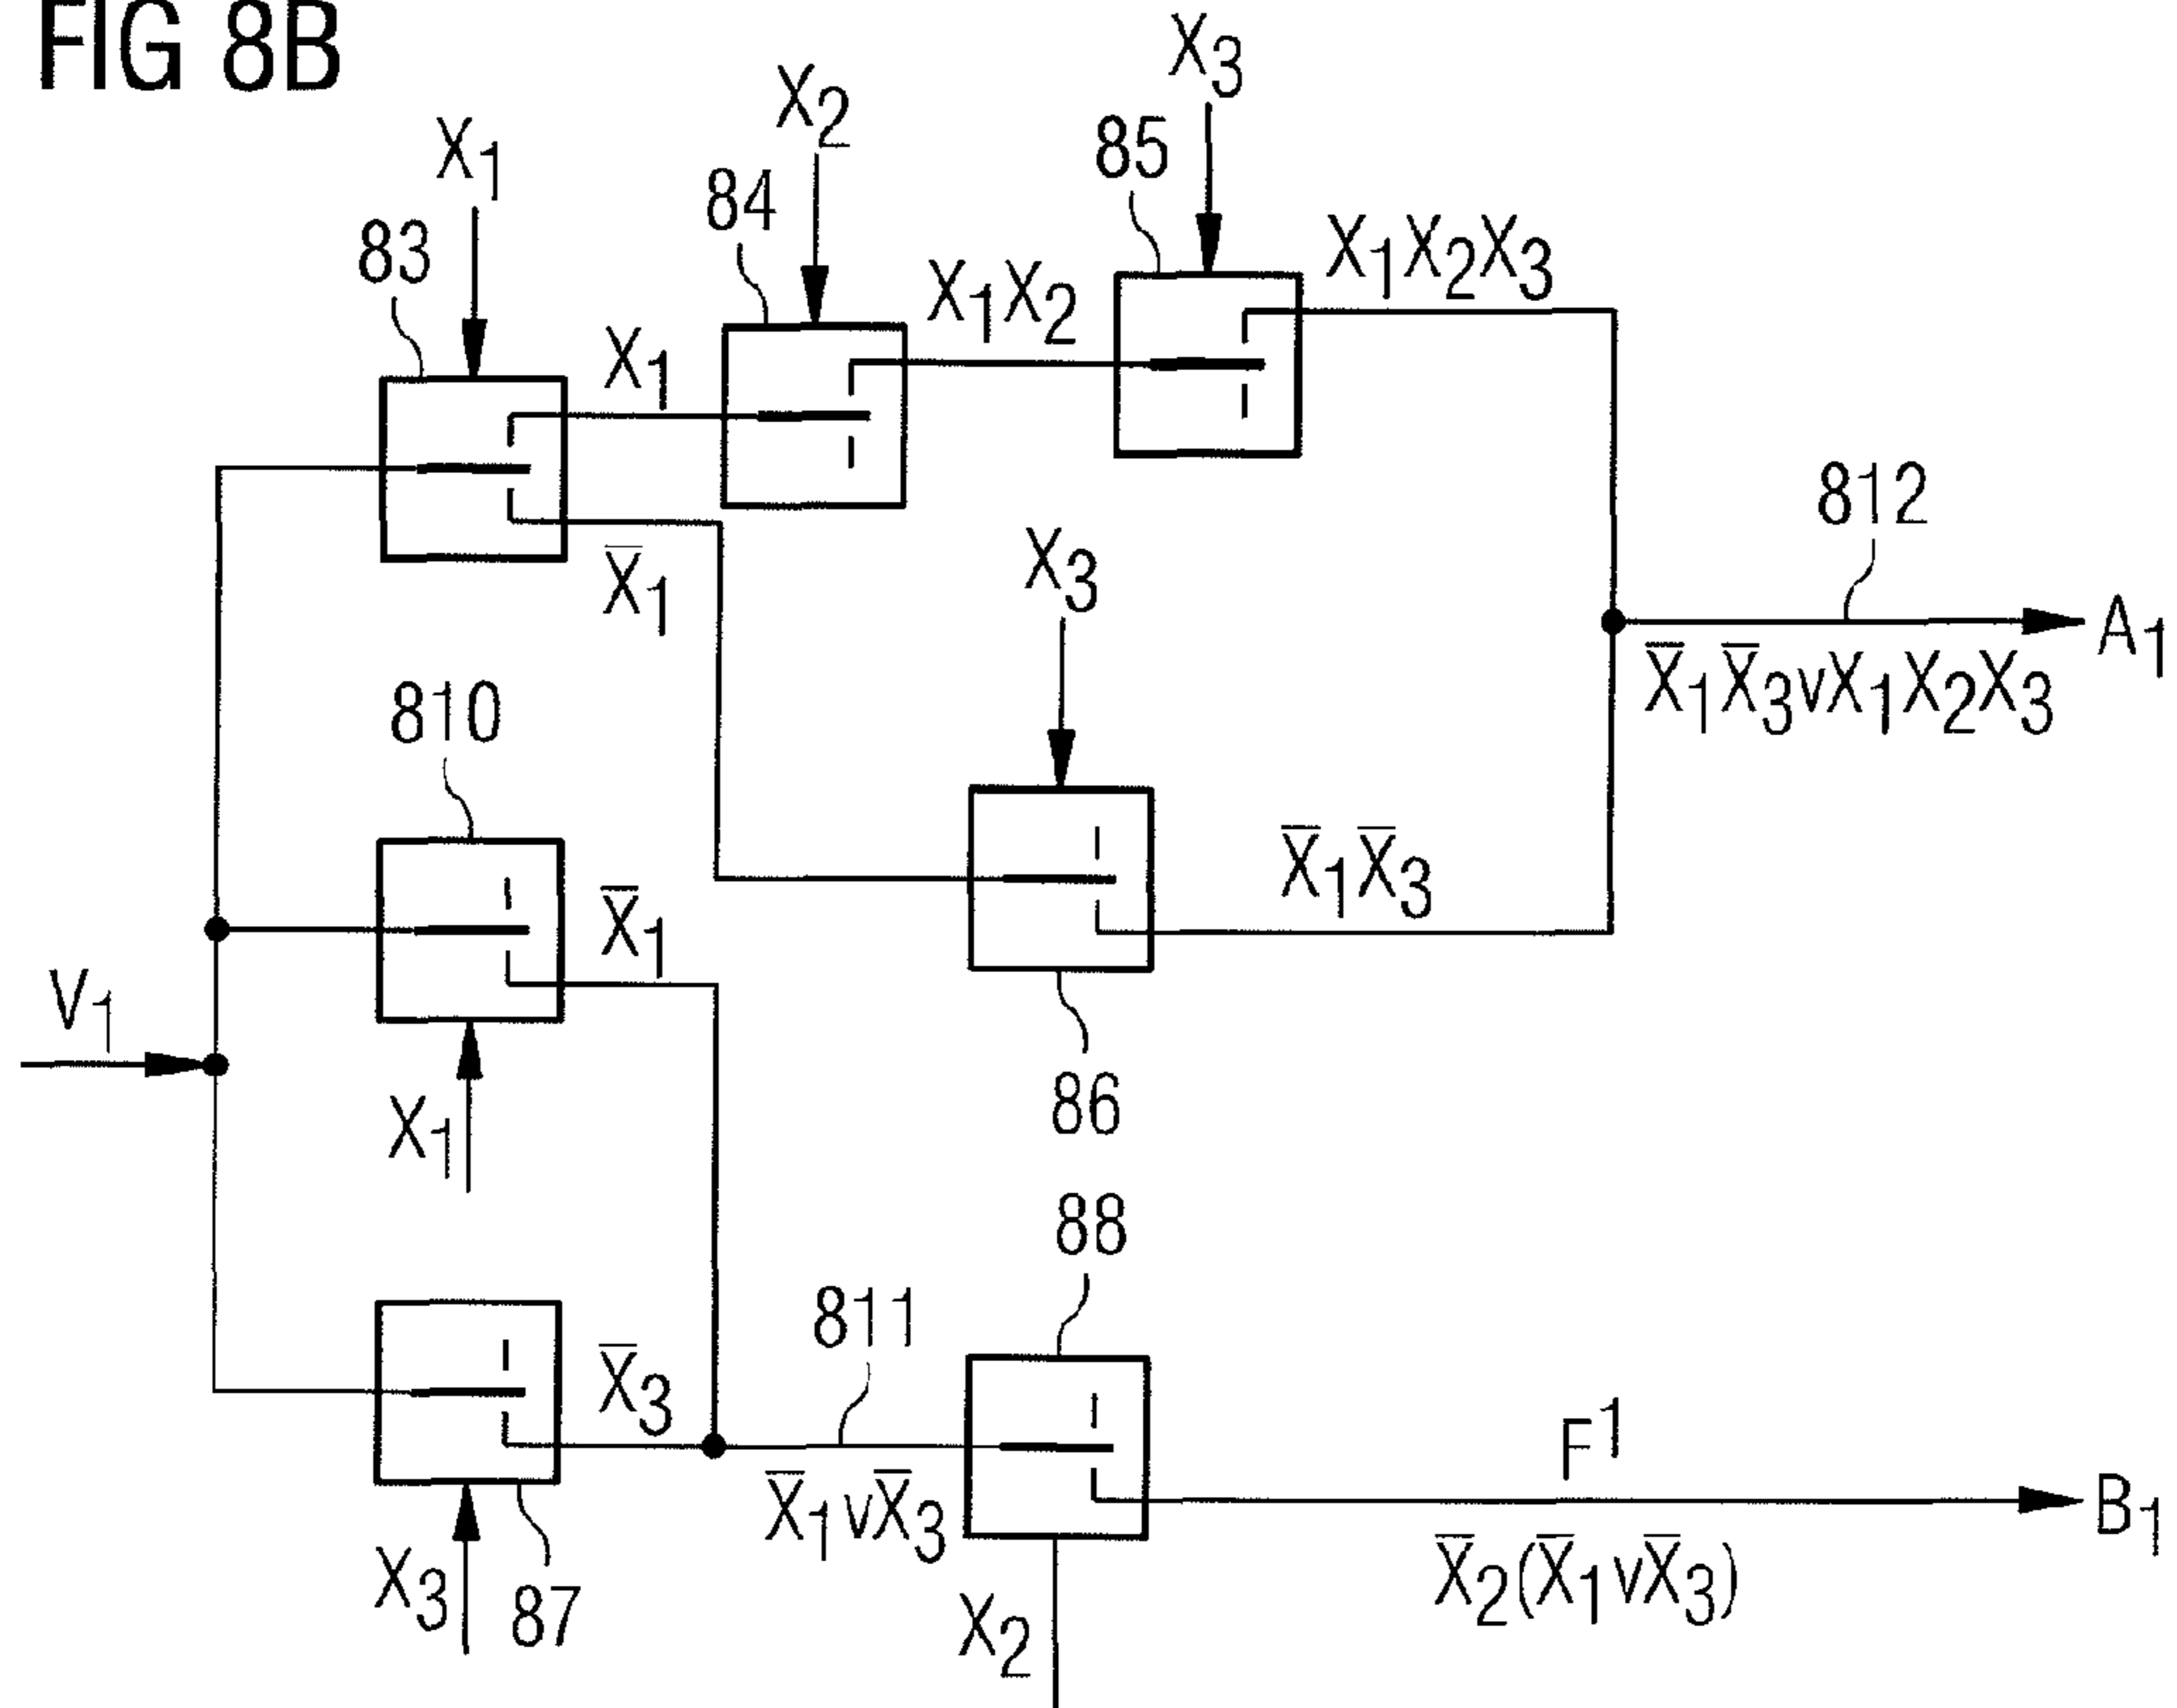 FIG 8B
X₃
X₂
85
X₁
84
83
X₁X₂X₃
X₁X₂
X₁
812
X̅₁
X₃
A₁
X̅₁X̅₃vX₁X₂X₃
810
X̅₁X̅₃
X̅₁
V₁
86
X₁
88
811
X̅₃
F¹
X̅₁vX̅₃
B₁
X̅₂(X̅₁vX̅₃)
X₃
87
X₂